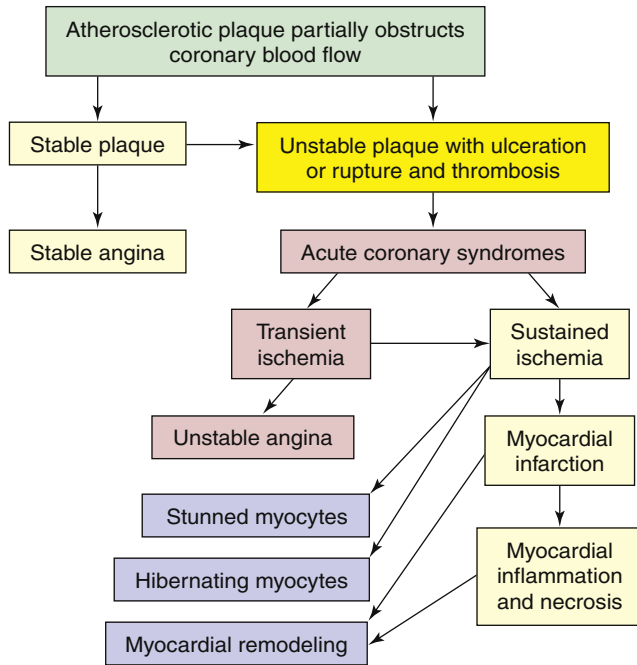 Atherosclerotic plaque partially obstructs
coronary blood flow
Stable plaque
Unstable plaque with ulceration
or rupture and thrombosis
Stable angina
Acute coronary syndromes
Transient
ischemia
Sustained
ischemia
Unstable angina
Myocardial
infarction
Stunned myocytes
Hibernating myocytes
Myocardial
inflammation
and necrosis
Myocardial remodeling